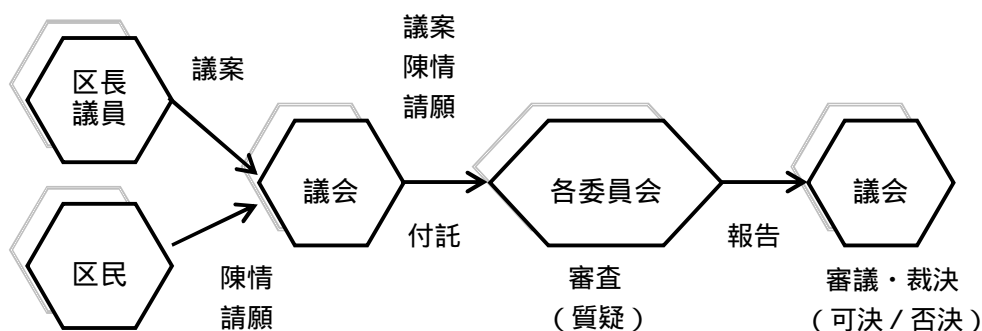 区長
議員
議案
区民
陳情
請願
議会
議案
陳情
請願
付託
各委員会
審査
（質疑）
報告
議会
審議・裁決
（可決/否決）